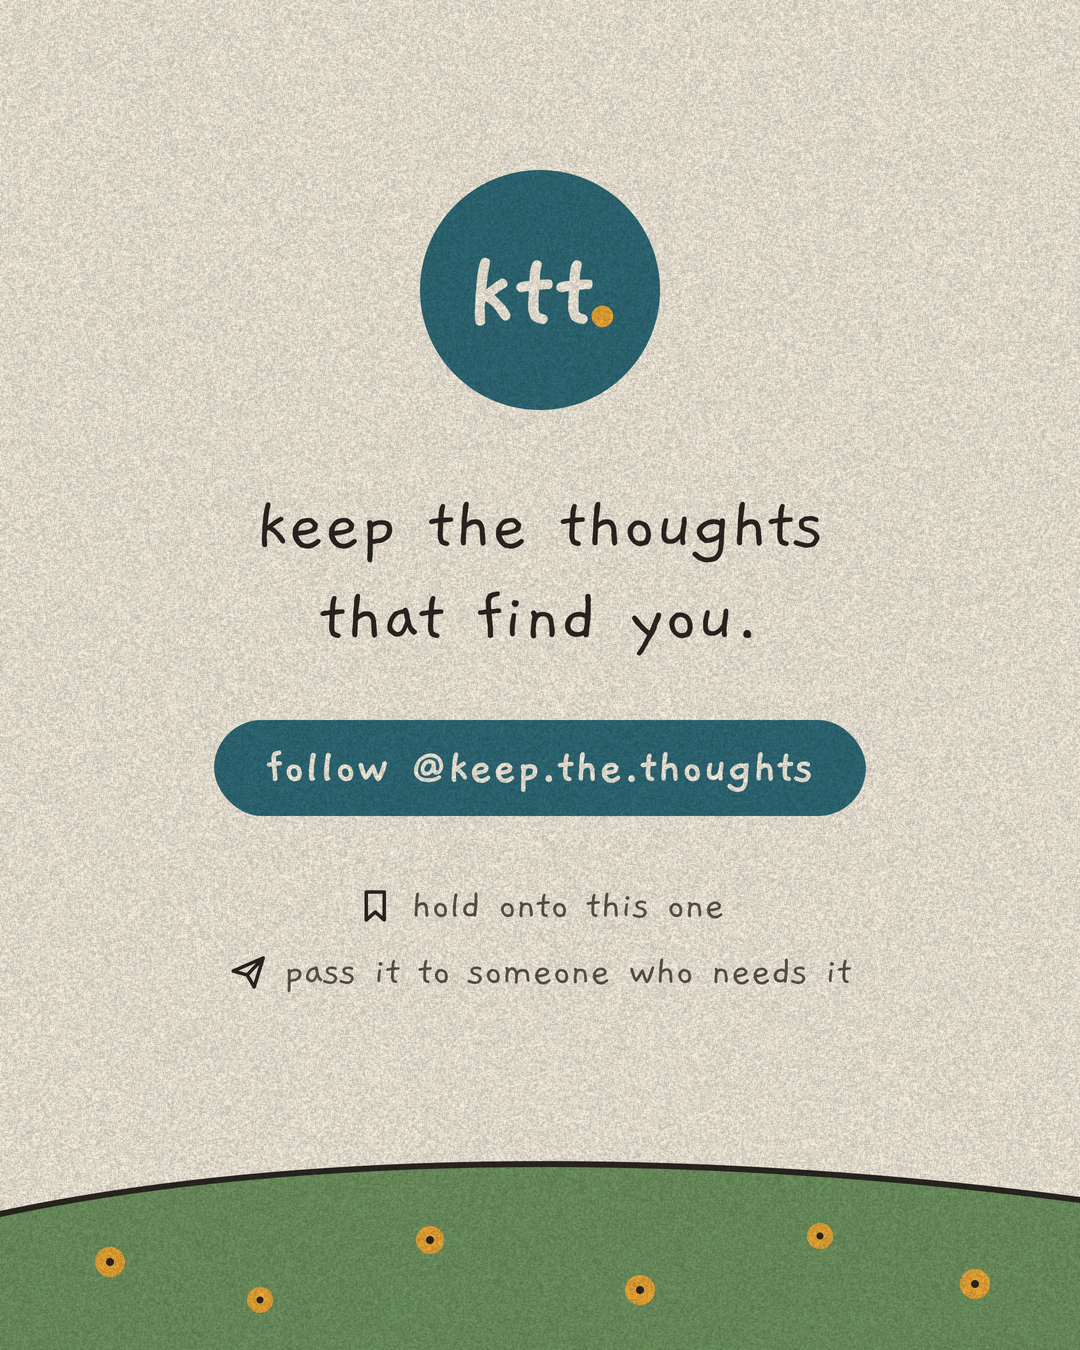 ktt.
keep the thoughts
that find you.
follow @keep.the.thoughts
hold onto this one
pass it to someone who needs it